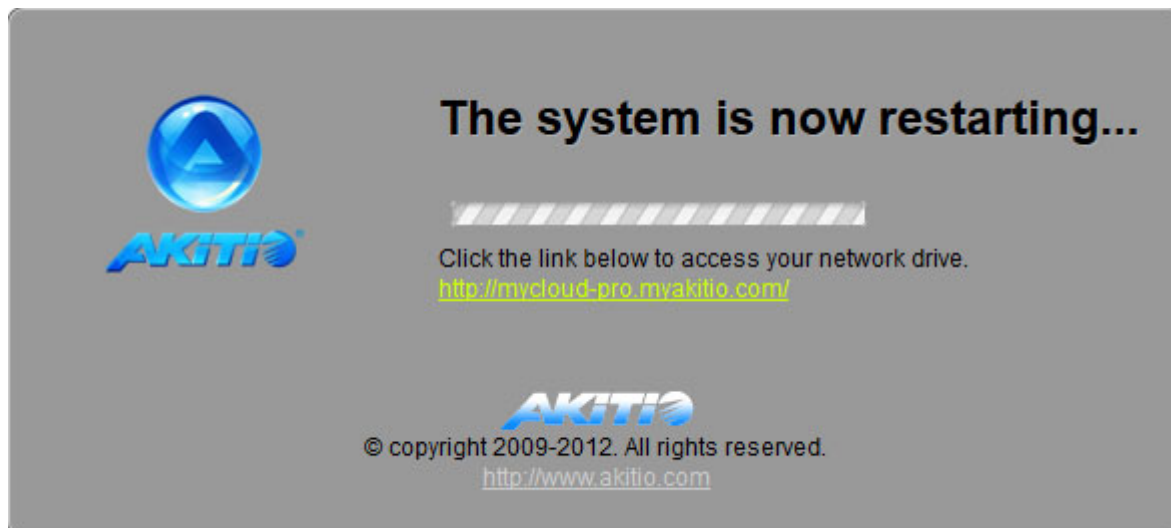 The system is now restarting...
AKiTiO®
Click the link below to access your network drive.
http://mycloud-pro.myakitio.com/
AKiTiO
© copyright 2009-2012. All rights reserved.
http://www.akitio.com